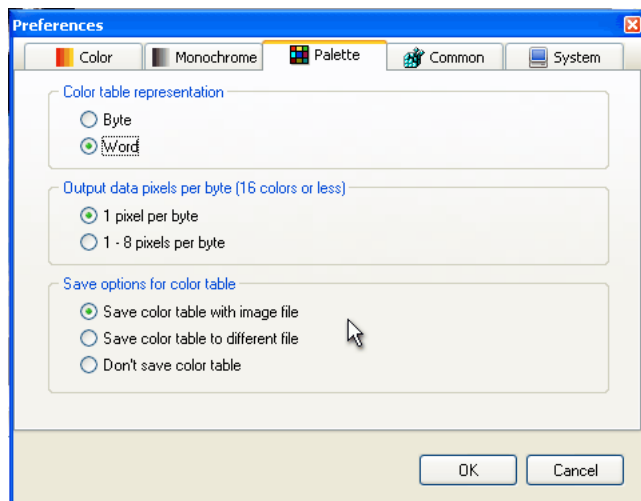 Preferences
Color Monochrome Palette Common System
Color table representation
Byte
Word
Output data pixels per byte (16 colors or less)
1 pixel per byte
1 - 8 pixels per byte
Save options for color table
Save color table with image file
Save color table to different file
Don't save color table
OK Cancel